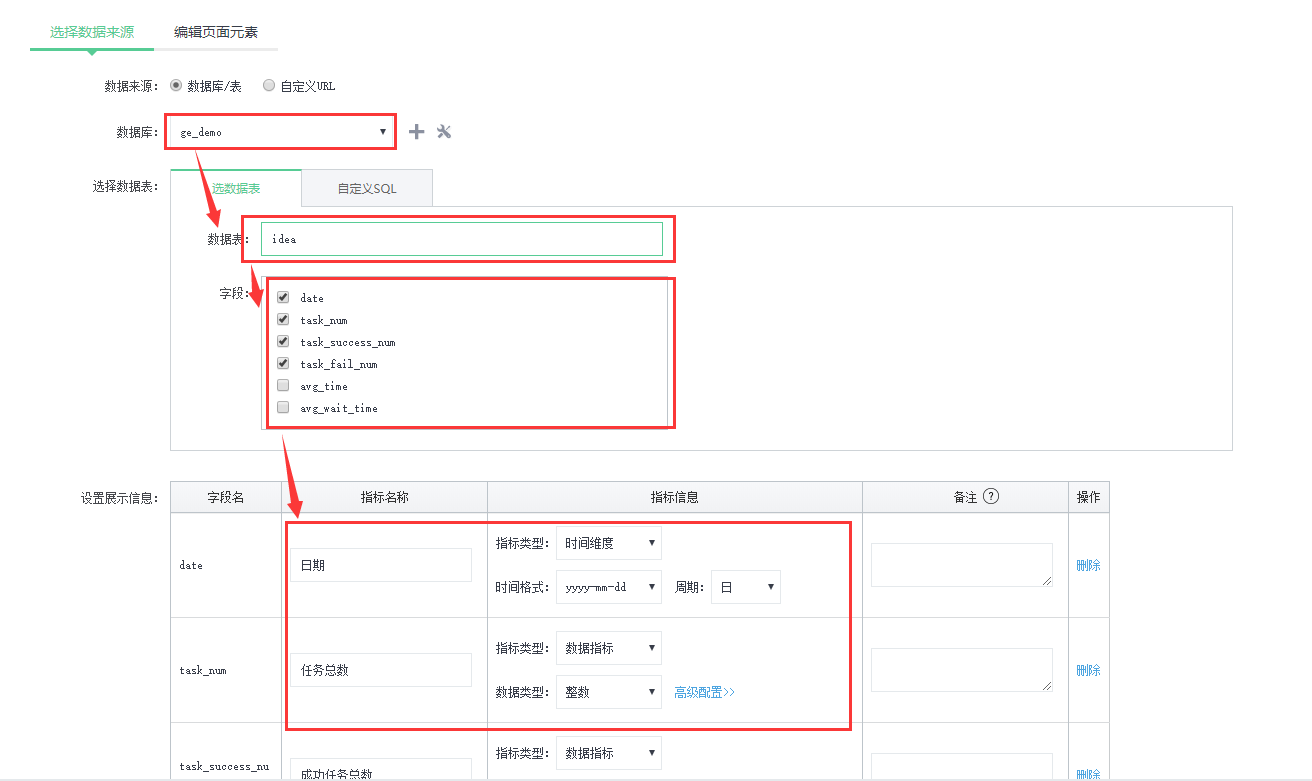 选择数据来源 编辑页面元素
数据来源： 数据库/表 自定义URL
数据库： ge_demo
选择数据表： 选数据表 自定义SQL
数据表： idea
字段： date
task_num
task_success_num
task_fail_num
avg_time
avg_wait_time
设置展示信息： 字段名 指标名称 指标信息 备注 ? 操作
指标类型： 时间维度
date 日期 删除
时间格式： yyyy-mm-dd 周期： 日
指标类型： 数据指标
task_num 任务总数 删除
数据类型： 整数 高级配置>>
指标类型： 数据指标
task_success_nu 成功任务总数 删除